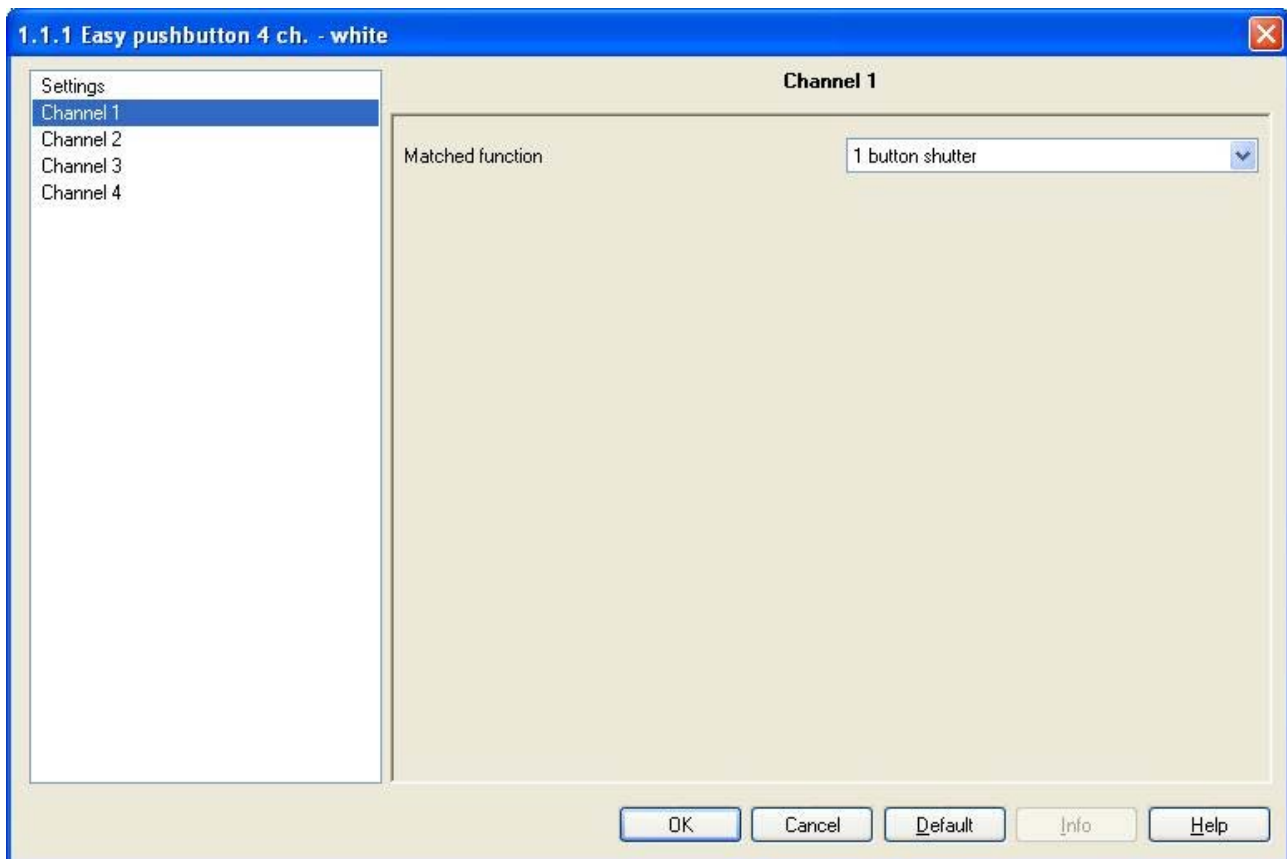 1.1.1 Easy pushbutton 4 ch. - white
Settings
Channel 1
Channel 2
Channel 3
Channel 4
Channel 1
Matched function
1 button shutter
OK
Cancel
Default
Info
Help